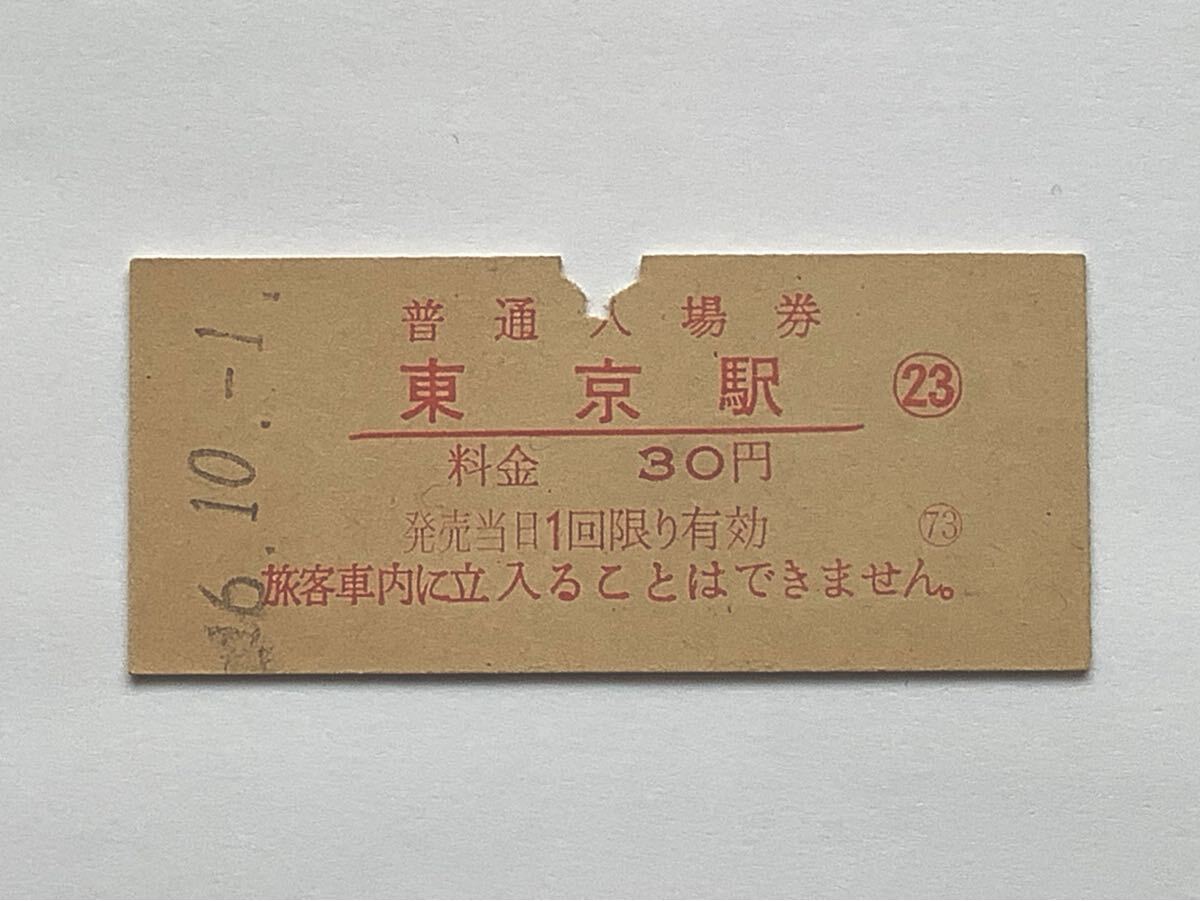 普通入場券
東京駅 ㉓
料金 30円
発売当日1回限り有効 73
旅客車内に立入ることはできません。
6.10.-1.